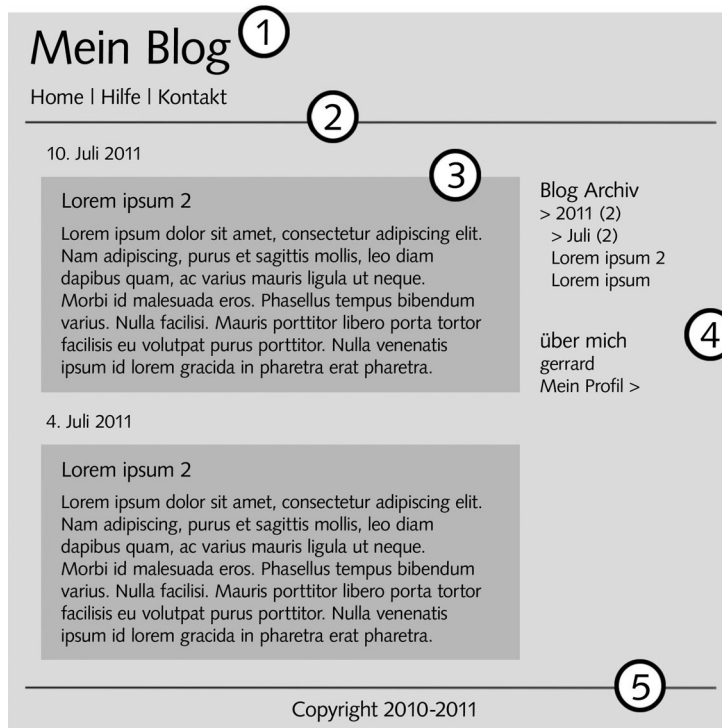 Mein Blog
1
Home | Hilfe | Kontakt
2
10. Juli 2011
3
Lorem ipsum 2
Lorem ipsum dolor sit amet, consectetur adipiscing elit.
Nam adipiscing, purus et sagittis mollis, leo diam
dapibus quam, ac varius mauris ligula ut neque.
Morbi id malesuada eros. Phasellus tempus bibendum
varius. Nulla facilisi. Mauris porttitor libero porta tortor
facilisis eu volutpat purus porttitor. Nulla venenatis
ipsum id lorem gracida in pharetra erat pharetra.
4. Juli 2011
Lorem ipsum 2
Lorem ipsum dolor sit amet, consectetur adipiscing elit.
Nam adipiscing, purus et sagittis mollis, leo diam
dapibus quam, ac varius mauris ligula ut neque.
Morbi id malesuada eros. Phasellus tempus bibendum
varius. Nulla facilisi. Mauris porttitor libero porta tortor
facilisis eu volutpat purus porttitor. Nulla venenatis
ipsum id lorem gracida in pharetra erat pharetra.
Blog Archiv
> 2011 (2)
> Juli (2)
Lorem ipsum 2
Lorem ipsum
4
über mich
gerrard
Mein Profil >
5
Copyright 2010-2011